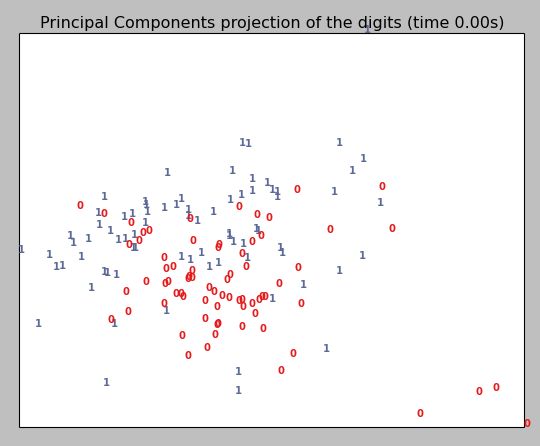 Principal Components projection of the digits (time 0.00s)